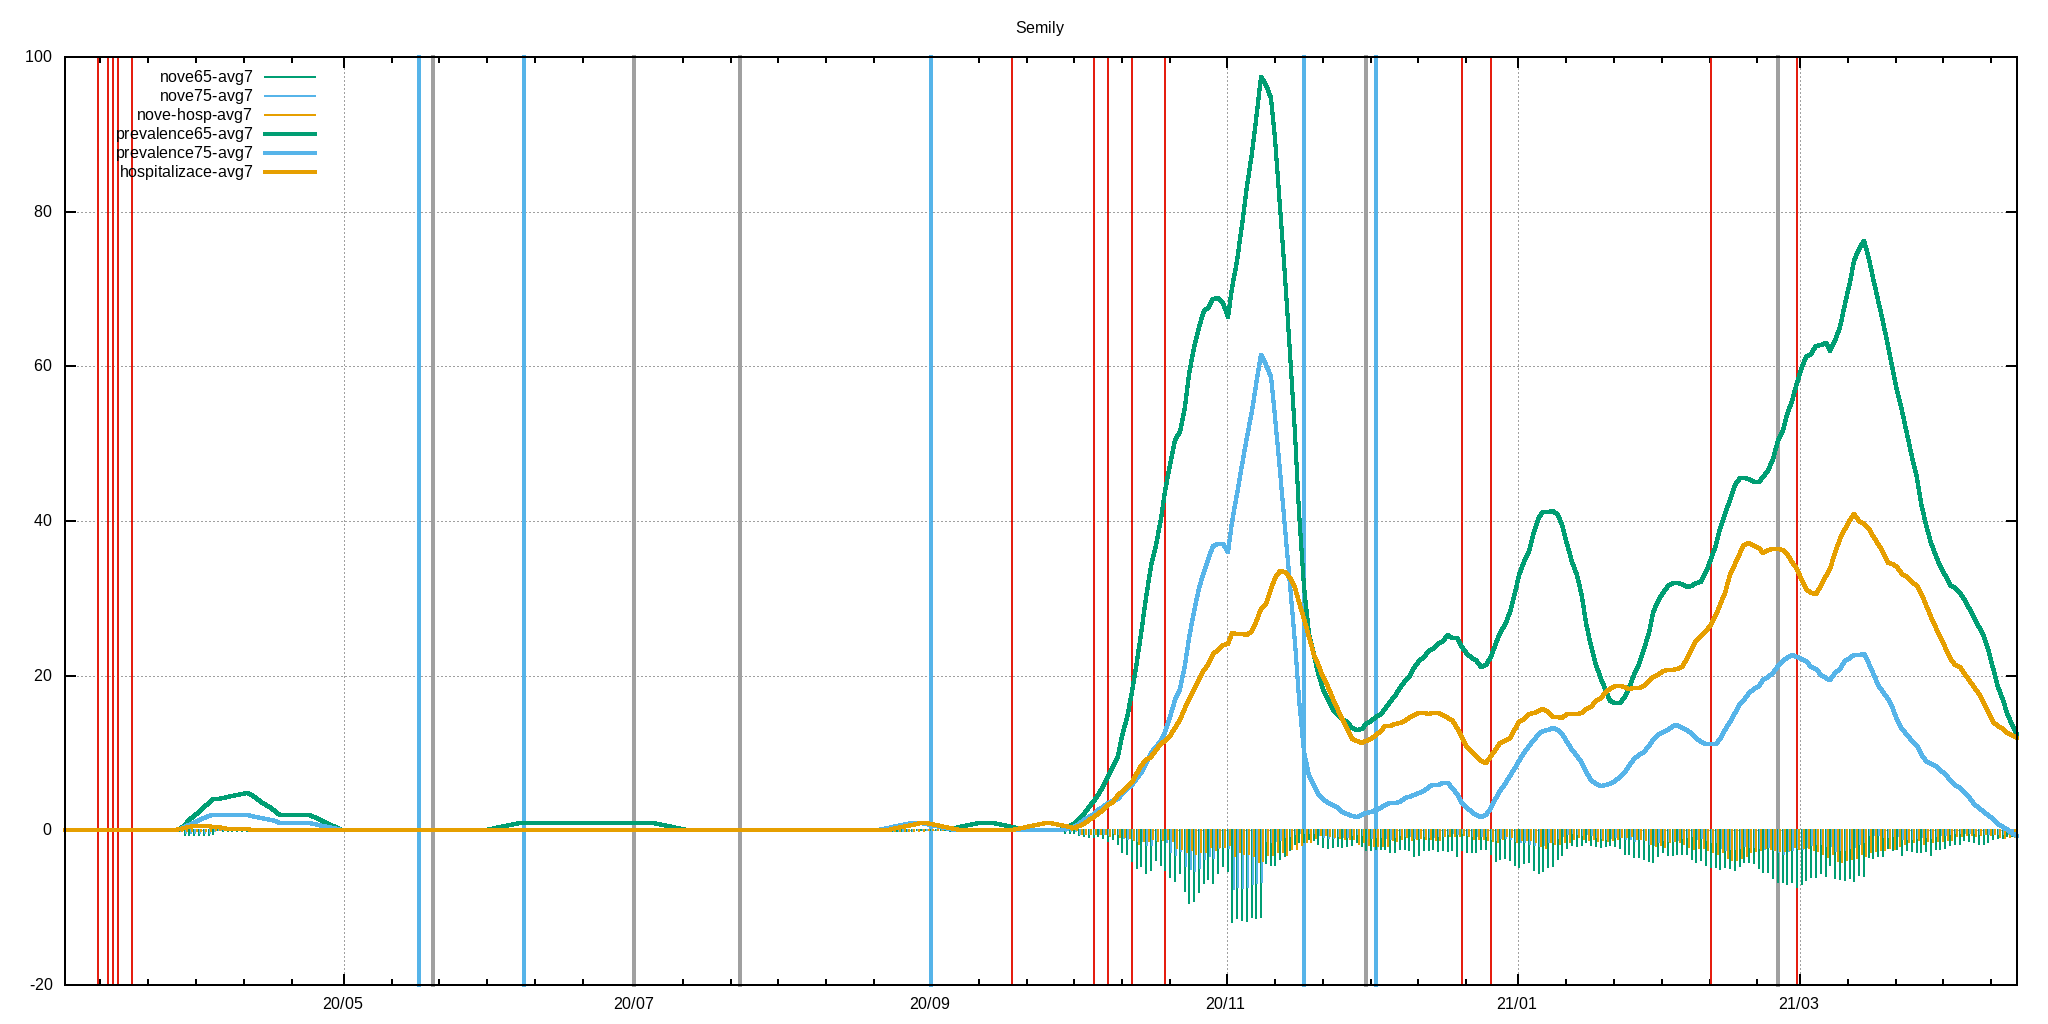 Semily
100
nove65-avg7
nove75-avg7
nove-hosp-avg7
prevalence65-avg7
prevalence75-avg7
hospitalizace-avg7
80
60
40
20
0
-20
20/05 20/07 20/09 20/11 21/01 21/03